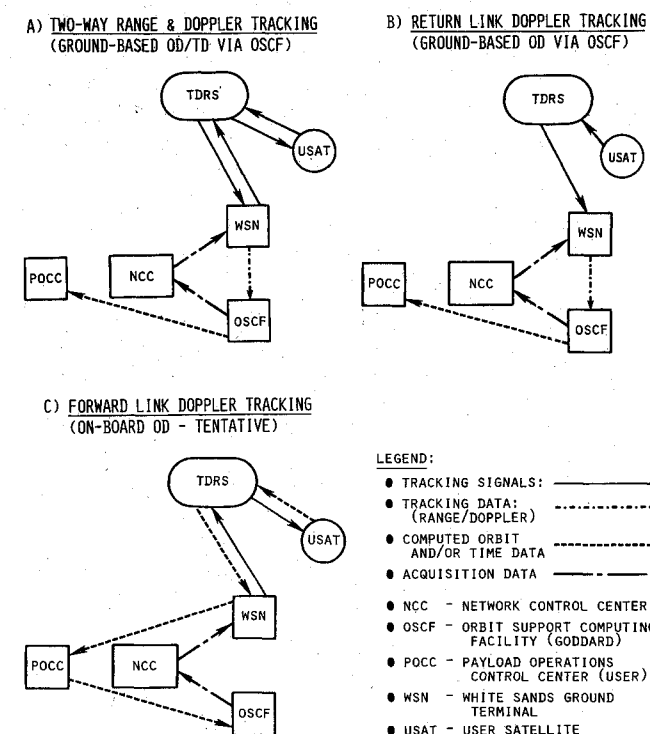 A) TWO-WAY RANGE & DOPPLER TRACKING
(GROUND-BASED OD/TD VIA OSCF)
TDRS
USAT
WSN
POCC
NCC
OSCF
B) RETURN LINK DOPPLER TRACKING
(GROUND-BASED OD VIA OSCF)
TDRS
USAT
WSN
POCC
NCC
OSCF
C) FORWARD LINK DOPPLER TRACKING
(ON-BOARD OD - TENTATIVE)
TDRS
USAT
WSN
POCC
NCC
OSCF
LEGEND:
● TRACKING SIGNALS:
● TRACKING DATA:
(RANGE/DOPPLER)
● COMPUTED ORBIT
AND/OR TIME DATA
● ACQUISITION DATA
● NCC - NETWORK CONTROL CENTER
● OSCF - ORBIT SUPPORT COMPUTING
FACILITY (GODDARD)
● POCC - PAYLOAD OPERATIONS
CONTROL CENTER (USER)
● WSN - WHITE SANDS GROUND
TERMINAL
● USAT - USER SATELLITE